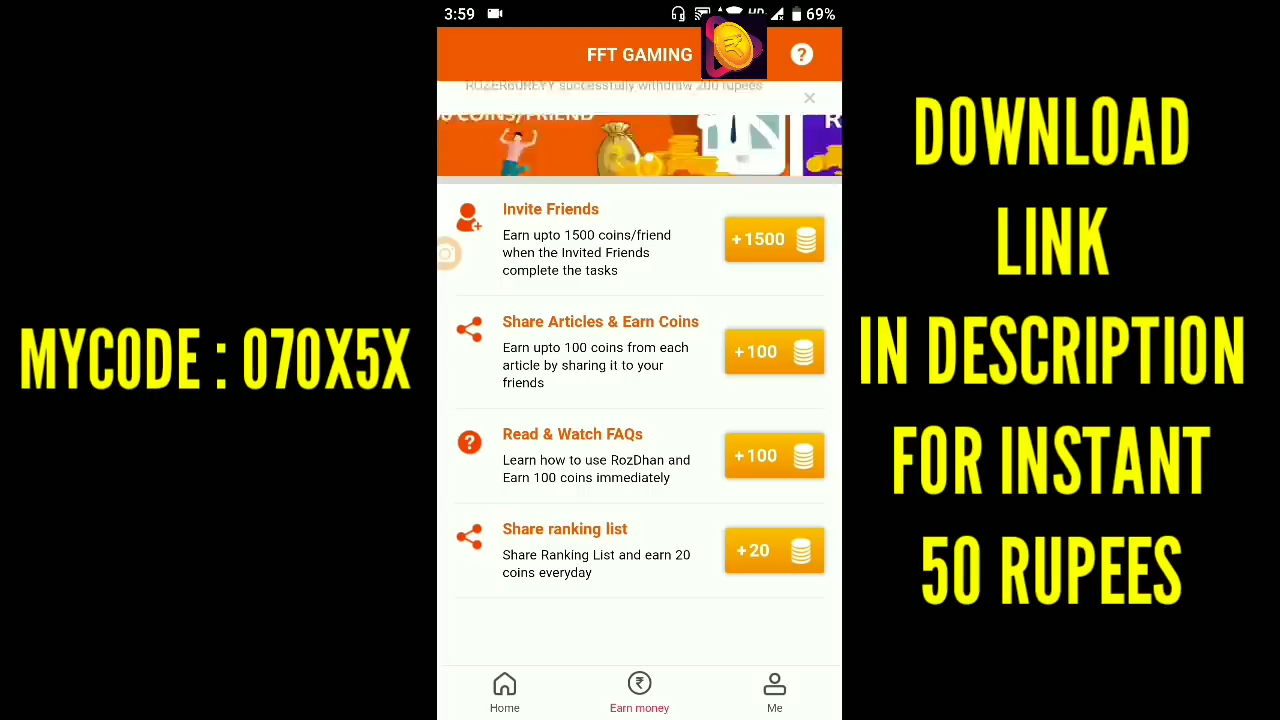 3:59
HD
69%
FFT GAMING
?
successfully withdraw 200 rupees
COINS/FRIEND
R
MYCODE : 070X5X
Invite Friends
Earn upto 1500 coins/friend
when the Invited Friends
complete the tasks
+1500
Share Articles & Earn Coins
Earn upto 100 coins from each
article by sharing it to your
friends
+100
?
Read & Watch FAQs
Learn how to use RozDhan and
Earn 100 coins immediately
+100
Share ranking list
Share Ranking List and earn 20
coins everyday
+20
Home
₹
Earn money
Me
DOWNLOAD
LINK
IN DESCRIPTION
FOR INSTANT
50 RUPEES